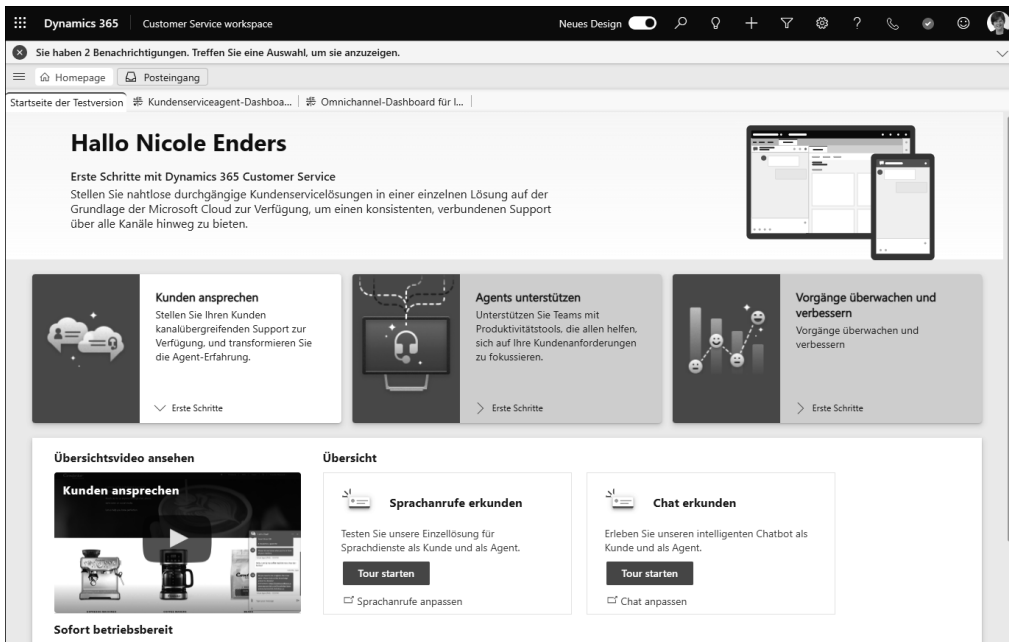 Dynamics 365 Customer Service workspace Neues Design
Sie haben 2 Benachrichtigungen. Treffen Sie eine Auswahl, um sie anzuzeigen.
Homepage Posteingang
Startseite der Testversion Kundenserviceagent-Dashboa... Omnichannel-Dashboard für I...
Hallo Nicole Enders
Erste Schritte mit Dynamics 365 Customer Service
Stellen Sie nahtlose durchgängige Kundenservicelösungen in einer einzelnen Lösung auf der
Grundlage der Microsoft Cloud zur Verfügung, um einen konsistenten, verbundenen Support
über alle Kanäle hinweg zu bieten.
Kunden ansprechen
Stellen Sie Ihren Kunden
kanalübergreifenden Support zur
Verfügung, und transformieren Sie
die Agent-Erfahrung.
Erste Schritte
Agents unterstützen
Unterstützen Sie Teams mit
Produktivitätstools, die allen helfen,
sich auf Ihre Kundenanforderungen
zu fokussieren.
Erste Schritte
Vorgänge überwachen und
verbessern
Vorgänge überwachen und
verbessern
Erste Schritte
Übersichtsvideo ansehen
Kunden ansprechen
Übersicht
Sprachanrufe erkunden
Testen Sie unsere Einzellösung für
Sprachdienste als Kunde und als Agent.
Tour starten
Sprachanrufe anpassen
Chat erkunden
Erleben Sie unseren intelligenten Chatbot als
Kunde und als Agent.
Tour starten
Chat anpassen
Sofort betriebsbereit